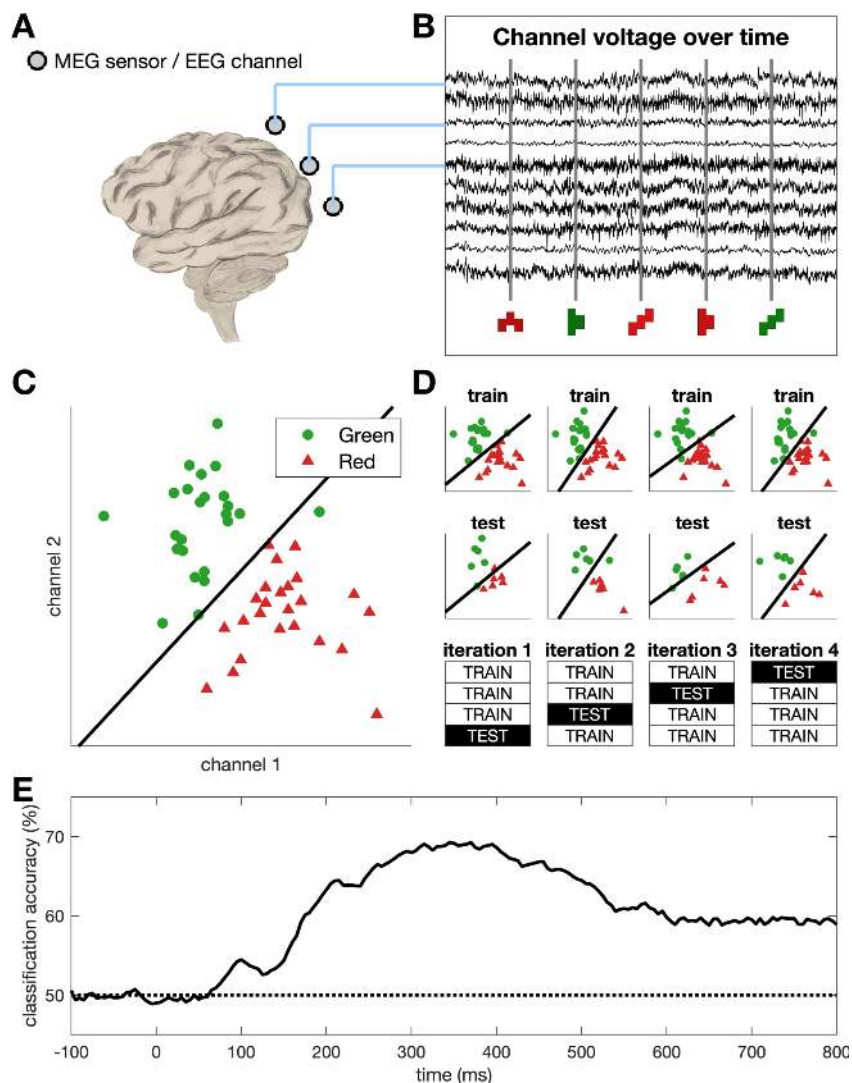 A
MEG sensor / EEG channel
B
Channel voltage over time
C
Green
Red
channel 2
channel 1
D
train train train train
test test test test
iteration 1 iteration 2 iteration 3 iteration 4
TRAIN TRAIN TRAIN TEST
TRAIN TRAIN TEST TRAIN
TRAIN TEST TRAIN TRAIN
TEST TRAIN TRAIN TRAIN
E
classification accuracy (%)
70
60
50
-100 0 100 200 300 400 500 600 700 800
time (ms)